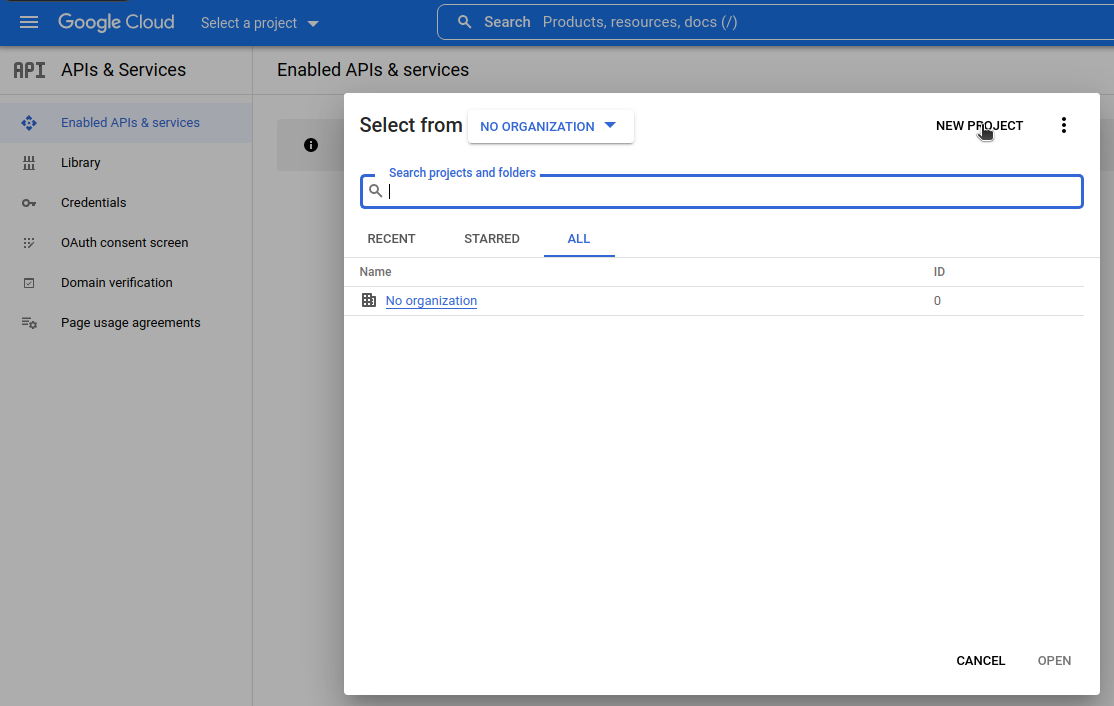 Google Cloud
Select a project
Search Products, resources, docs (/)
API APIs & Services
Enabled APIs & services
Enabled APIs & services
Library
Credentials
OAuth consent screen
Domain verification
Page usage agreements
Select from NO ORGANIZATION
NEW PROJECT
Search projects and folders
RECENT STARRED ALL
Name ID
No organization 0
CANCEL OPEN